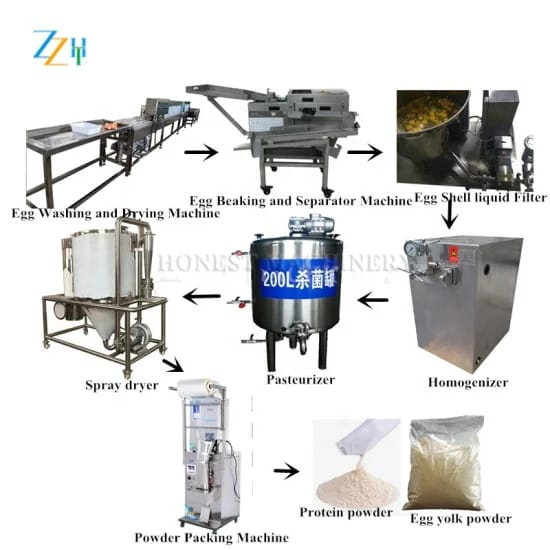 ZZHY
Egg Washing and Drying Machine
Egg Beaking and Separator Machine
Egg Shell liquid Filter
HONEST MACHINERY
200L杀菌罐
Spray dryer
Pasteurizer
Homogenizer
Powder Packing Machine
Protein powder
Egg yolk powder